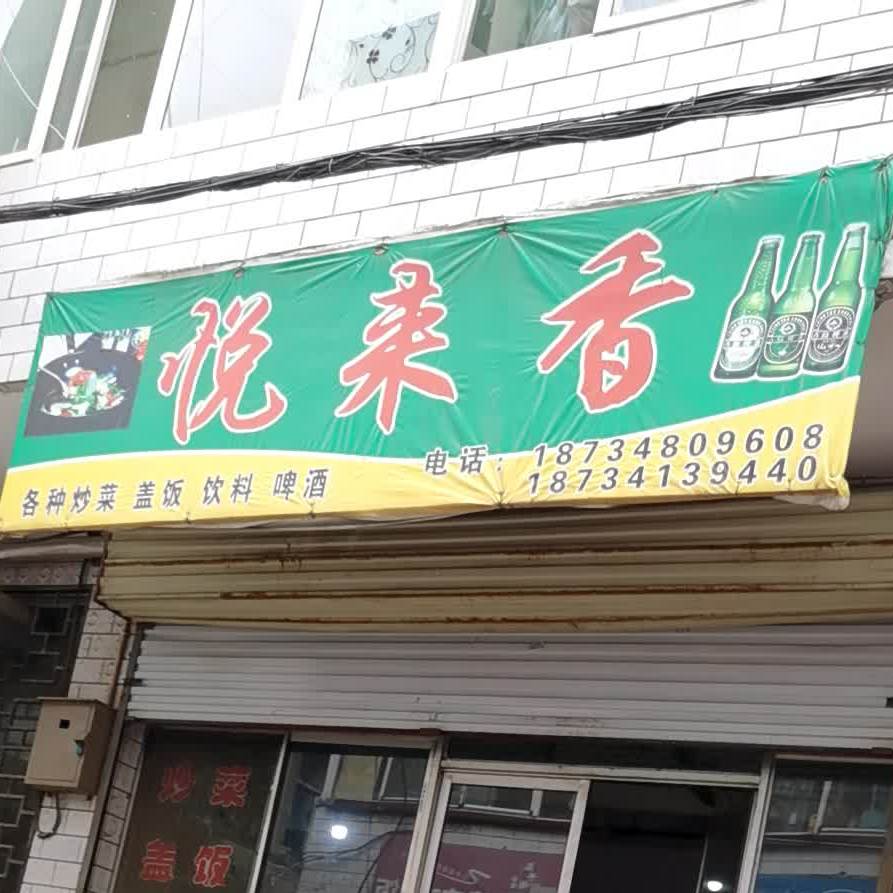 悦来香
各种炒菜 盖饭 饮料 啤酒
电话：18734809608
18734139440
炒菜
盖饭